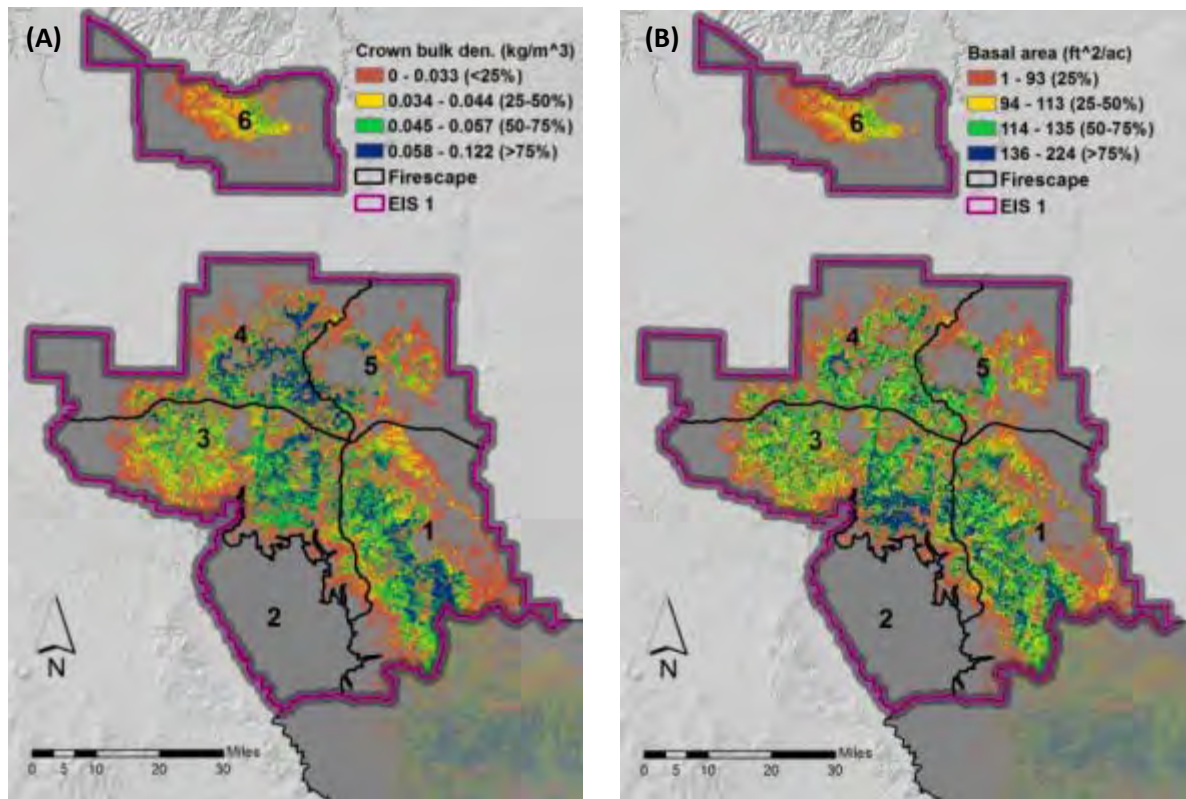 (A)
Crown bulk den. (kg/m^3)
0 - 0.033 (<25%)
0.034 - 0.044 (25-50%)
0.045 - 0.057 (50-75%)
0.058 - 0.122 (>75%)
Firescape
EIS 1
6
4
5
3
1
2
N
Miles
0 5 10 20 30
(B)
Basal area (ft^2/ac)
1 - 93 (25%)
94 - 113 (25-50%)
114 - 135 (50-75%)
136 - 224 (>75%)
Firescape
EIS 1
6
4
5
3
1
2
N
Miles
0 5 10 20 30